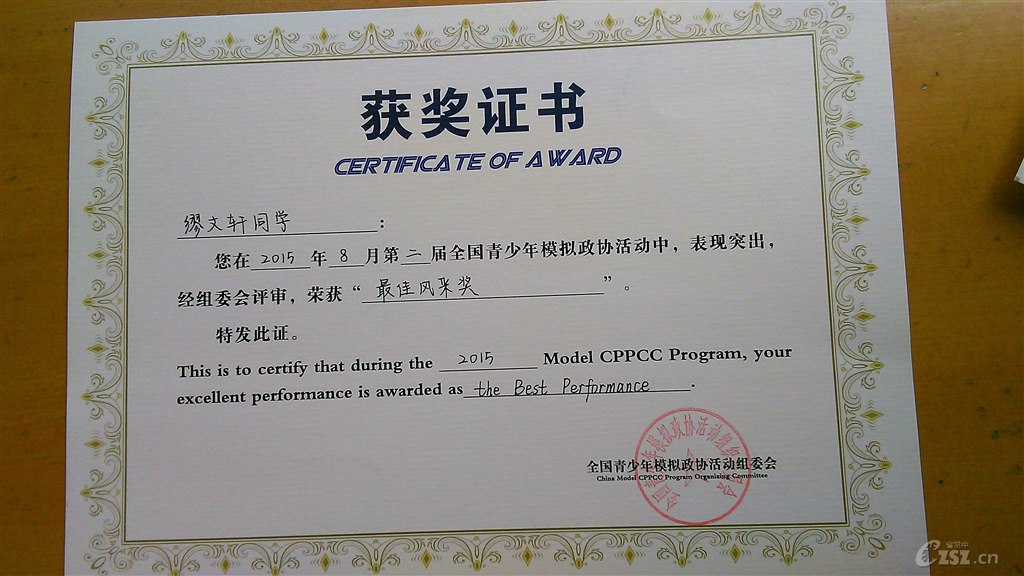 获奖证书
CERTIFICATE OF AWARD
缪文轩同学：
您在 2015 年 8 月第 二 届全国青少年模拟政协活动中，表现突出，
经组委会评审，荣获“最佳风采奖”。
特发此证。
This is to certify that during the 2015 Model CPPCC Program, your
excellent performance is awarded as the Best Performance.
全国青少年模拟政协活动组委会
China Model CPPCC Program Organizing Committee
CZSZ.cn